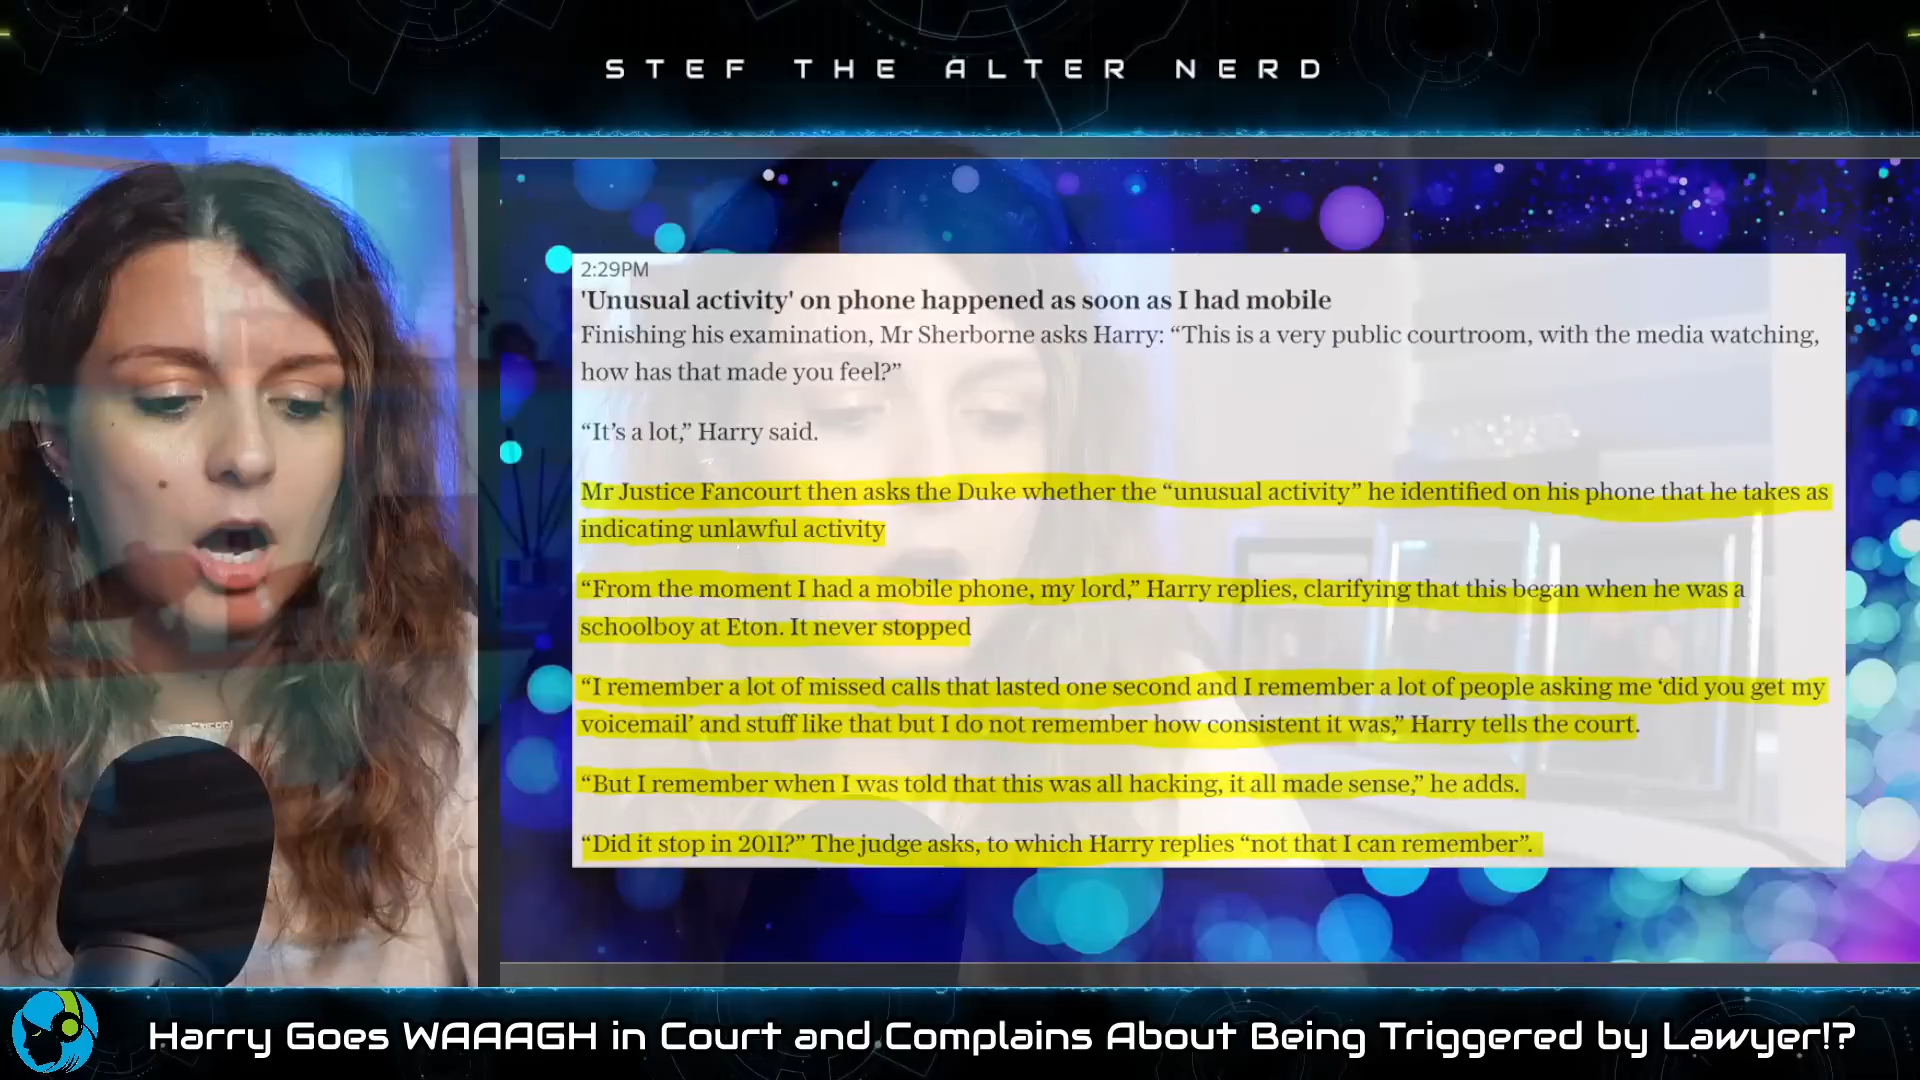 STEF THE ALTER NERD
2:29PM
'Unusual activity' on phone happened as soon as I had mobile
Finishing his examination, Mr Sherborne asks Harry: “This is a very public courtroom, with the media watching,
how has that made you feel?”
“It’s a lot,” Harry said.
Mr Justice Fancourt then asks the Duke whether the “unusual activity” he identified on his phone that he takes as
indicating unlawful activity
“From the moment I had a mobile phone, my lord,” Harry replies, clarifying that this began when he was a
schoolboy at Eton. It never stopped
“I remember a lot of missed calls that lasted one second and I remember a lot of people asking me ‘did you get my
voicemail’ and stuff like that but I do not remember how consistent it was,” Harry tells the court.
“But I remember when I was told that this was all hacking, it all made sense,” he adds.
“Did it stop in 2011?” The judge asks, to which Harry replies “not that I can remember”.
Harry Goes WAAAGH in Court and Complains About Being Triggered by Lawyer!?